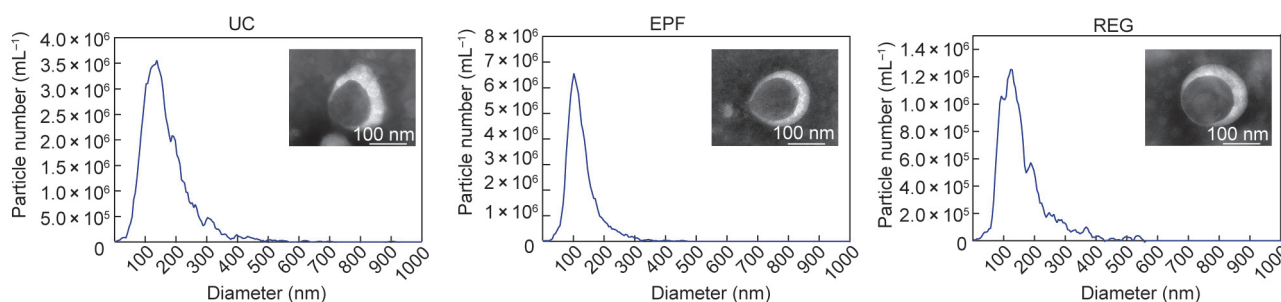 UC
Particle number (mL⁻¹)
4.0 × 10⁶
3.5 × 10⁶
3.0 × 10⁶
2.5 × 10⁶
2.0 × 10⁶
1.5 × 10⁶
1.0 × 10⁶
5.0 × 10⁵
0
100 nm
100 200 300 400 500 600 700 800 900 1000
Diameter (nm)
EPF
Particle number (mL⁻¹)
8 × 10⁶
7 × 10⁶
6 × 10⁶
5 × 10⁶
4 × 10⁶
3 × 10⁶
2 × 10⁶
1 × 10⁶
0
100 nm
100 200 300 400 500 600 700 800 900 1000
Diameter (nm)
REG
Particle number (mL⁻¹)
1.4 × 10⁶
1.2 × 10⁶
1.0 × 10⁶
8.0 × 10⁵
6.0 × 10⁵
4.0 × 10⁵
2.0 × 10⁵
0
100 nm
100 200 300 400 500 600 700 800 900 1000
Diameter (nm)